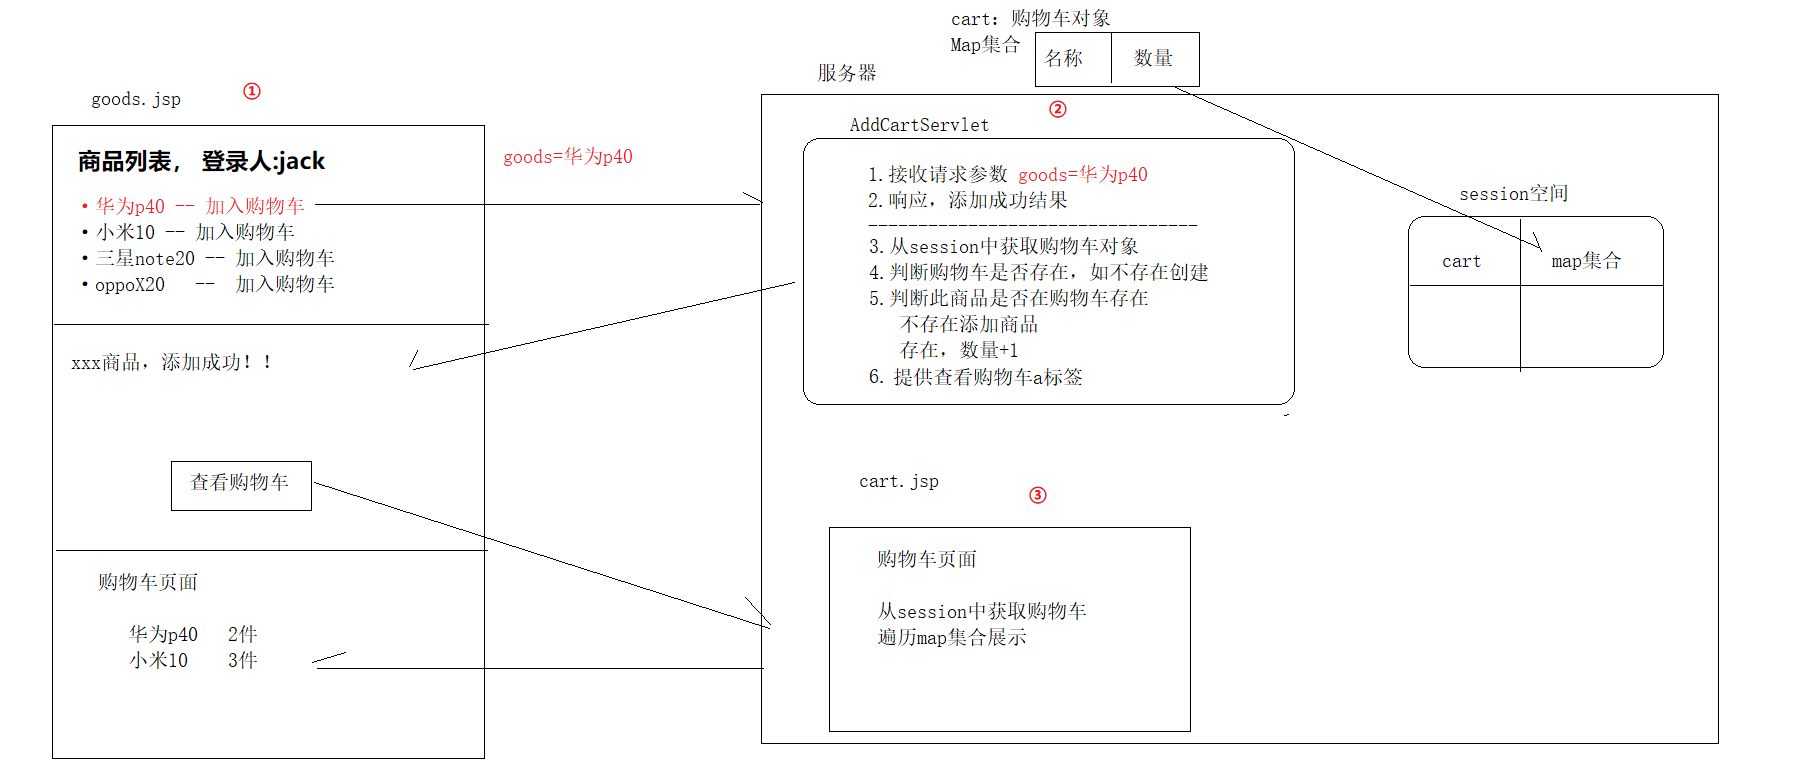 cart: 购物车对象
Map集合
名称 数量
服务器
goods.jsp ①
商品列表， 登录人:jack
•华为p40 -- 加入购物车
•小米10 -- 加入购物车
•三星note20 -- 加入购物车
•oppoX20 -- 加入购物车
goods=华为p40
xxx商品，添加成功！！
查看购物车
购物车页面
华为p40 2件
小米10 3件
②
AddCartServlet
1.接收请求参数 goods=华为p40
2.响应，添加成功结果
---------------------------------
3.从session中获取购物车对象
4.判断购物车是否存在，如不存在创建
5.判断此商品是否在购物车存在
不存在添加商品
存在，数量+1
6. 提供查看购物车a标签
session空间
cart map集合
cart.jsp
③
购物车页面
从session中获取购物车
遍历map集合展示